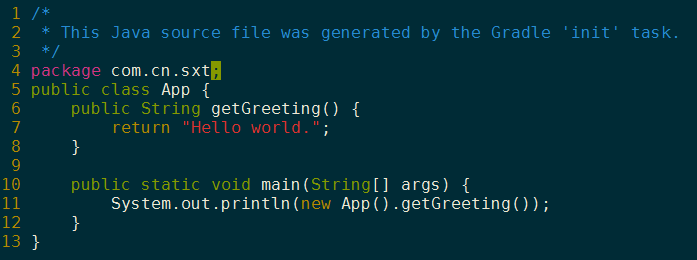 1 /*
2  * This Java source file was generated by the Gradle 'init' task.
3  */
4 package com.cn.sxt;
5 public class App {
6     public String getGreeting() {
7         return "Hello world.";
8     }
9
10     public static void main(String[] args) {
11         System.out.println(new App().getGreeting());
12     }
13 }